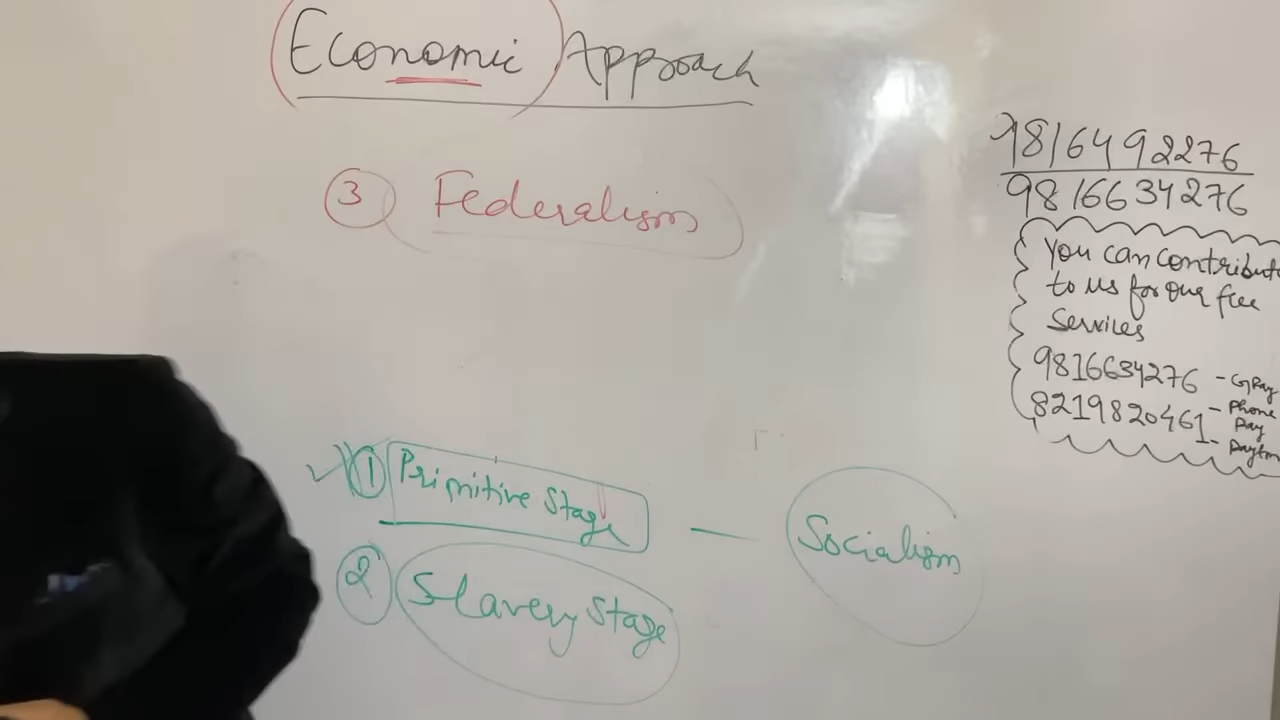 Economic Approach
③ Federalism
① Primitive Stage — Socialism
② Slavery Stage
9816492276
9816634276
You can contribute
to us for our free
Services
9816634276 - G Pay
8219820461 - Phone
Pay
- Paytm